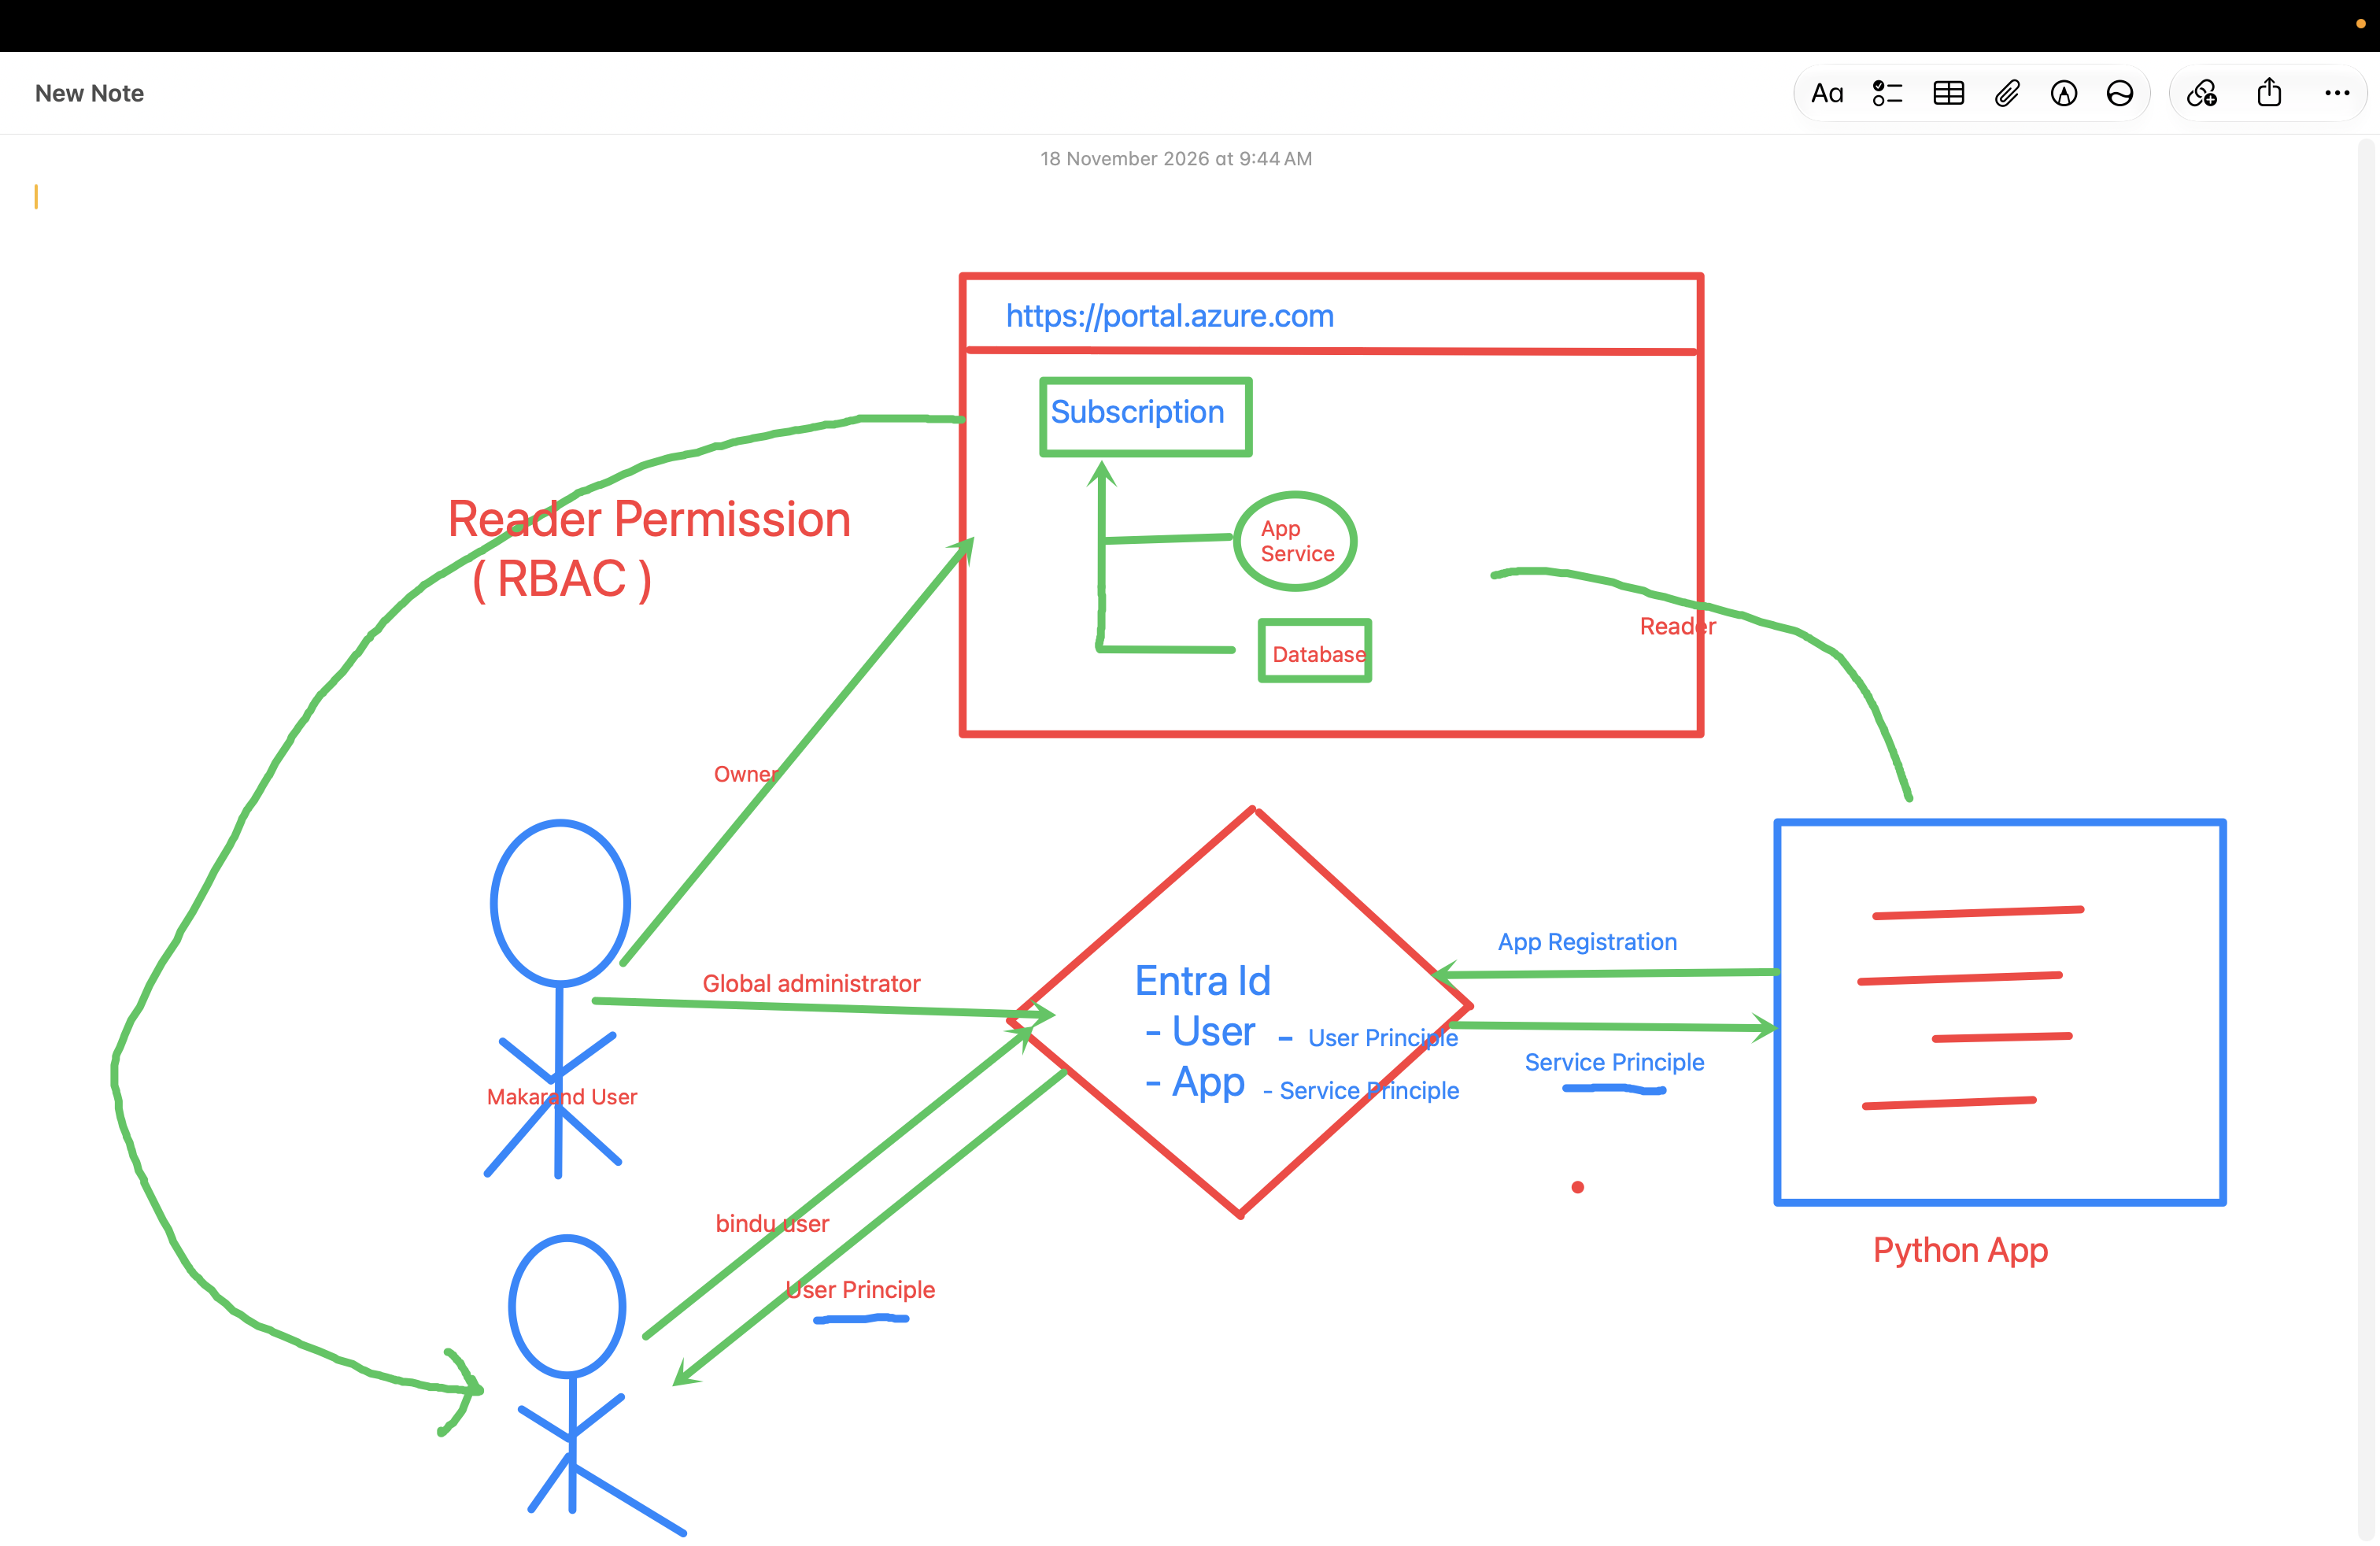 New Note
Aa
18 November 2026 at 9:44 AM
https://portal.azure.com
Subscription
App
Service
Database
Reader Permission
( RBAC )
Reader
Owner
Global administrator
Makarand User
Entra Id
- User - User Principle
- App - Service Principle
App Registration
Service Principle
bindu user
User Principle
Python App